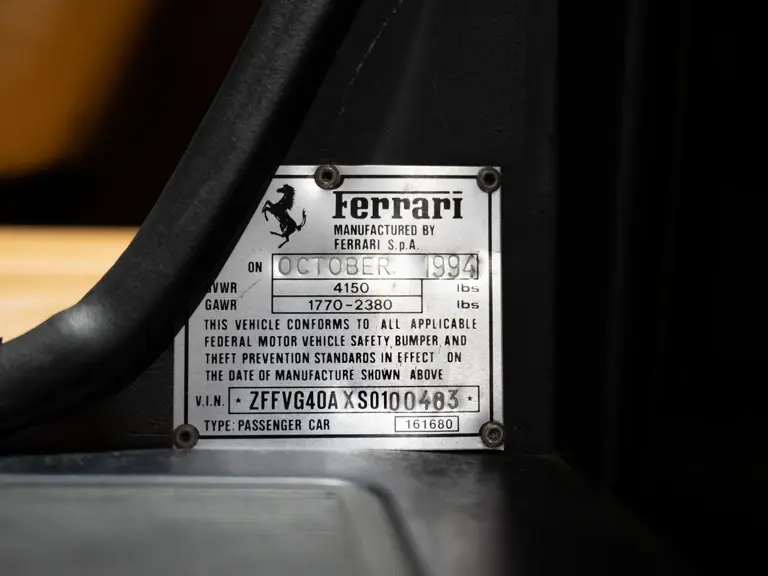 Ferrari
MANUFACTURED BY
FERRARI S.p.A.
ON OCTOBER 1994
4150 lbs
GAWR 1770-2380 lbs
THIS VEHICLE CONFORMS TO ALL APPLICABLE
FEDERAL MOTOR VEHICLE SAFETY, BUMPER, AND
THEFT PREVENTION STANDARDS IN EFFECT ON
THE DATE OF MANUFACTURE SHOWN ABOVE
V.I.N. * ZFFVG40AXS0100483 *
TYPE: PASSENGER CAR 161680